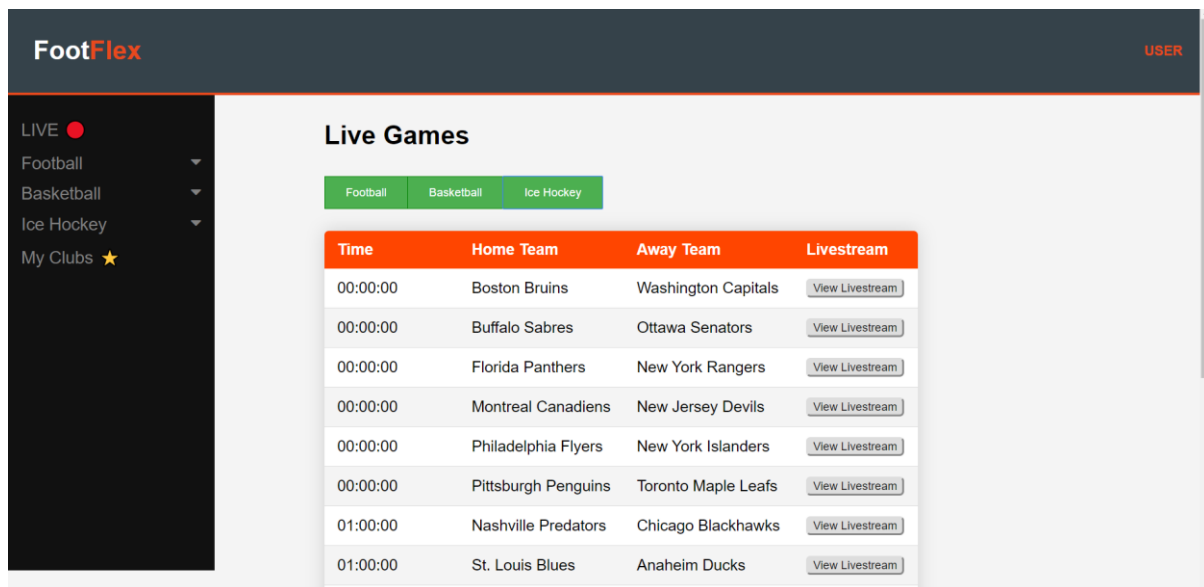 FootFlex
USER
LIVE
Football
Basketball
Ice Hockey
My Clubs
Live Games
Football Basketball Ice Hockey
Time Home Team Away Team Livestream
00:00:00 Boston Bruins Washington Capitals View Livestream
00:00:00 Buffalo Sabres Ottawa Senators View Livestream
00:00:00 Florida Panthers New York Rangers View Livestream
00:00:00 Montreal Canadiens New Jersey Devils View Livestream
00:00:00 Philadelphia Flyers New York Islanders View Livestream
00:00:00 Pittsburgh Penguins Toronto Maple Leafs View Livestream
01:00:00 Nashville Predators Chicago Blackhawks View Livestream
01:00:00 St. Louis Blues Anaheim Ducks View Livestream